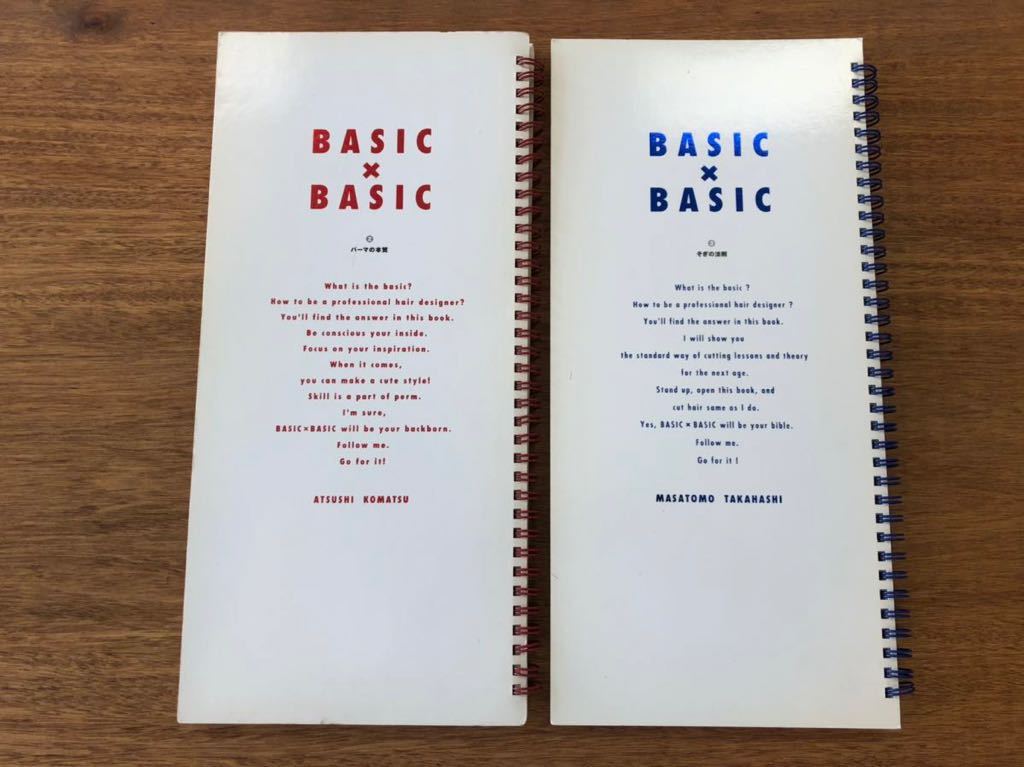 BASIC
×
BASIC
②
パーマの本質
What is the basic?
How to be a professional hair designer?
You'll find the answer in this book.
Be conscious your inside.
Focus on your inspiration.
When it comes,
you can make a cute style!
Skill is a part of perm.
I'm sure,
BASIC×BASIC will be your backborn.
Follow me.
Go for it!
ATSUSHI KOMATSU
BASIC
×
BASIC
③
そぎの法則
What is the basic ?
How to be a professional hair designer ?
You'll find the answer in this book.
I will show you
the standard way of cutting lessons and theory
for the next age.
Stand up, open this book, and
cut hair same as I do.
Yes, BASIC×BASIC will be your bible.
Follow me.
Go for it !
MASATOMO TAKAHASHI